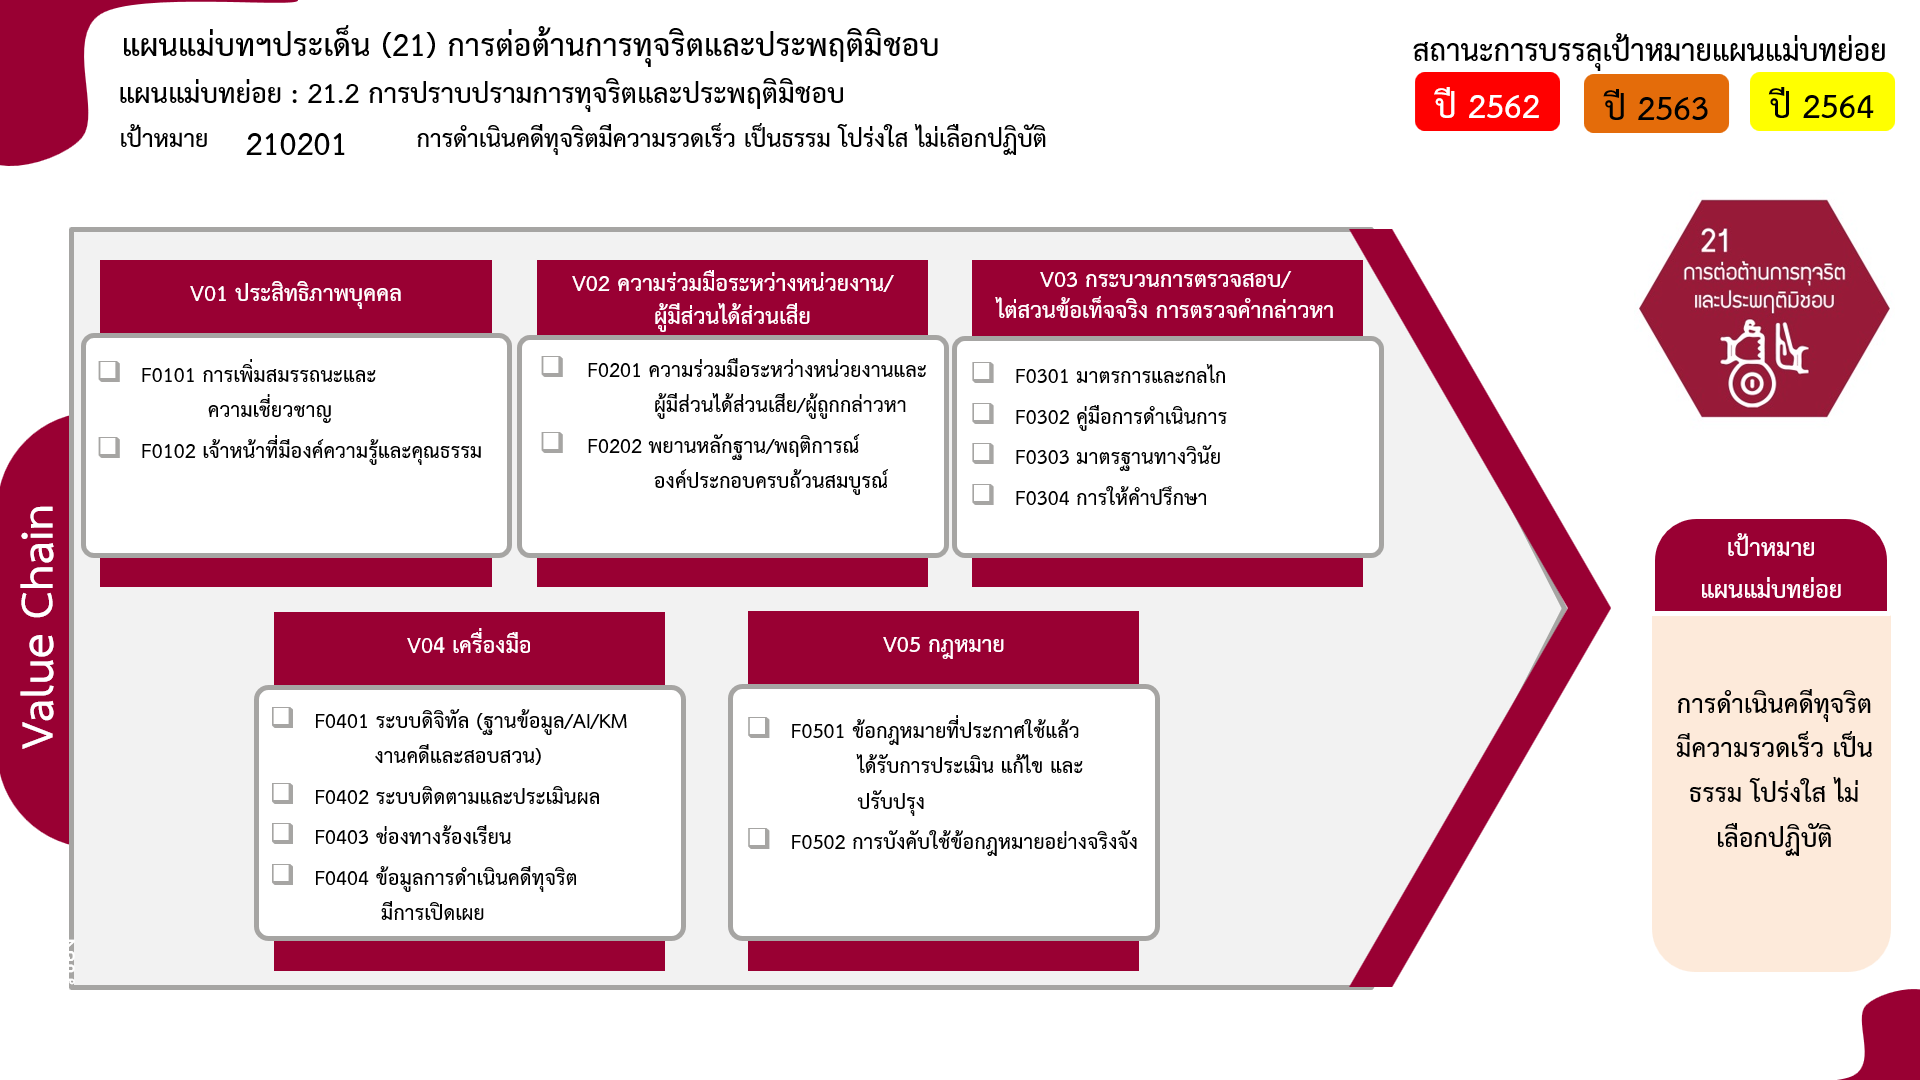 แผนแม่บทฯประเด็น (21) การต่อต้านการทุจริตและประพฤติมิชอบ
แผนแม่บทย่อย : 21.2 การปราบปรามการทุจริตและประพฤติมิชอบ
เป้าหมาย 210201 การดำเนินคดีทุจริตมีความรวดเร็ว เป็นธรรม โปร่งใส ไม่เลือกปฏิบัติ
สถานะการบรรลุเป้าหมายแผนแม่บทย่อย
ปี 2562 ปี 2563 ปี 2564
Value Chain
V01 ประสิทธิภาพบุคคล
F0101 การเพิ่มสมรรถนะและ
ความเชี่ยวชาญ
F0102 เจ้าหน้าที่มีองค์ความรู้และคุณธรรม
V02 ความร่วมมือระหว่างหน่วยงาน/
ผู้มีส่วนได้ส่วนเสีย
F0201 ความร่วมมือระหว่างหน่วยงานและ
ผู้มีส่วนได้ส่วนเสีย/ผู้ถูกกล่าวหา
F0202 พยานหลักฐาน/พฤติการณ์
องค์ประกอบครบถ้วนสมบูรณ์
V03 กระบวนการตรวจสอบ/
ไต่สวนข้อเท็จจริง การตรวจคำกล่าวหา
F0301 มาตรการและกลไก
F0302 คู่มือการดำเนินการ
F0303 มาตรฐานทางวินัย
F0304 การให้คำปรึกษา
V04 เครื่องมือ
F0401 ระบบดิจิทัล (ฐานข้อมูล/AI/KM
งานคดีและสอบสวน)
F0402 ระบบติดตามและประเมินผล
F0403 ช่องทางร้องเรียน
F0404 ข้อมูลการดำเนินคดีทุจริต
มีการเปิดเผย
V05 กฎหมาย
F0501 ข้อกฎหมายที่ประกาศใช้แล้ว
ได้รับการประเมิน แก้ไข และ
ปรับปรุง
F0502 การบังคับใช้ข้อกฎหมายอย่างจริงจัง
21
การต่อต้านการทุจริต
และประพฤติมิชอบ
เป้าหมาย
แผนแม่บทย่อย
การดำเนินคดีทุจริต
มีความรวดเร็ว เป็น
ธรรม โปร่งใส ไม่
เลือกปฏิบัติ